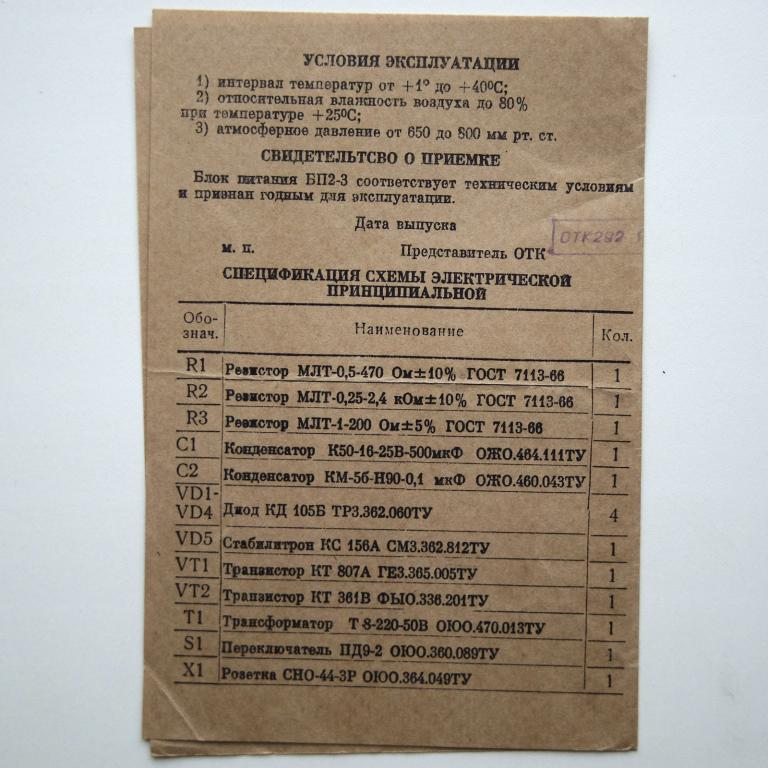 УСЛОВИЯ ЭКСПЛУАТАЦИИ
1) интервал температур от +1° до +40°С;
2) относительная влажность воздуха до 80%
при температуре +25°С;
3) атмосферное давление от 650 до 800 мм рт. ст.
СВИДЕТЕЛЬТСВО О ПРИЕМКЕ
Блок питания БП2-3 соответствует техническим условиям
и признан годным для эксплуатации.
Дата выпуска
ОТК292
м. п. Представитель ОТК
СПЕЦИФИКАЦИЯ СХЕМЫ ЭЛЕКТРИЧЕСКОЙ
ПРИНЦИПИАЛЬНОЙ
Обо-
знач. Наименование Кол.
R1 Резистор МЛТ-0,5-470 Ом±10% ГОСТ 7113-66 1
R2 Резистор МЛТ-0,25-2,4 кОм±10% ГОСТ 7113-66 1
R3 Резистор МЛТ-1-200 Ом±5% ГОСТ 7113-66 1
C1 Конденсатор К50-16-25В-500мкФ ОЖО.464.111ТУ 1
C2 Конденсатор КМ-5б-Н90-0,1 мкФ ОЖО.460.043ТУ 1
VD1-
VD4 Диод КД 105Б ТР3.362.060ТУ 4
VD5 Стабилитрон КС 156А СМ3.362.812ТУ 1
VT1 Транзистор КТ 807А ГЕ3.365.005ТУ 1
VT2 Транзистор КТ 361В ФЫО.336.201ТУ 1
T1 Трансформатор Т 8-220-50В ОЮО.470.013ТУ 1
S1 Переключатель ПД9-2 ОЮО.360.089ТУ 1
X1 Розетка СНО-44-3Р ОЮО.364.049ТУ 1